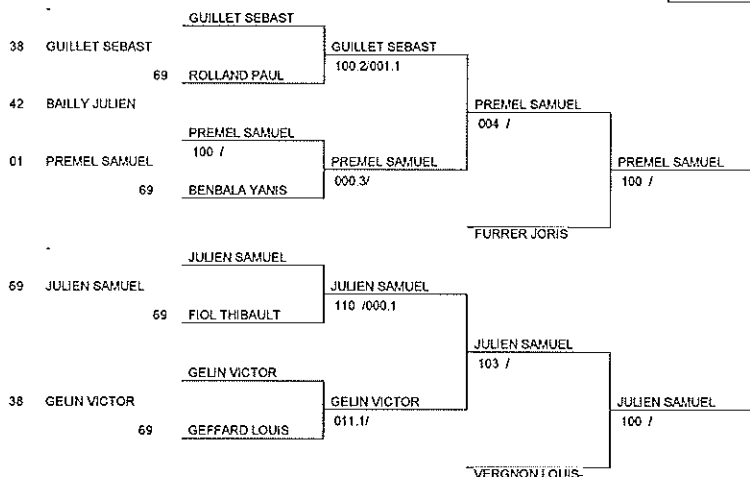 -
GUILLET SEBAST
38 GUILLET SEBAST
GUILLET SEBAST
100.2/001.1
69 ROLLAND PAUL
42 BAILLY JULIEN
PREMEL SAMUEL
004 /
PREMEL SAMUEL
100 /
01 PREMEL SAMUEL
PREMEL SAMUEL
000.3/
PREMEL SAMUEL
100 /
69 BENBALA YANIS
FURRER JORIS
-
JULIEN SAMUEL
69 JULIEN SAMUEL
JULIEN SAMUEL
110 /000.1
69 FIOL THIBAULT
JULIEN SAMUEL
103 /
GELIN VICTOR
38 GELIN VICTOR
GELIN VICTOR
011.1/
JULIEN SAMUEL
100 /
69 GEFFARD LOUIS
VERGNON LOUIS-